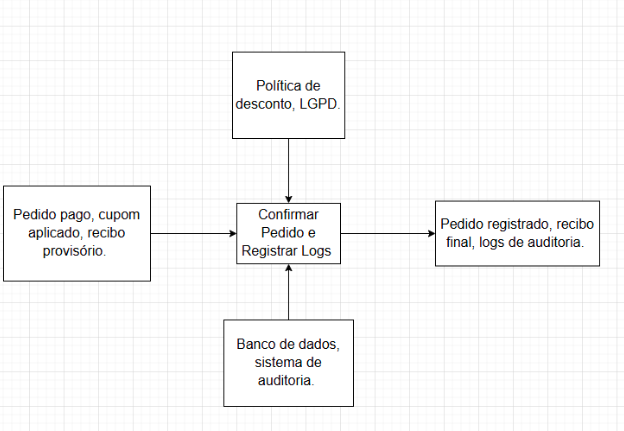 Política de
desconto, LGPD.
Pedido pago, cupom
aplicado, recibo
provisório.
Confirmar
Pedido e
Registrar Logs
Pedido registrado, recibo
final, logs de auditoria.
Banco de dados,
sistema de
auditoria.